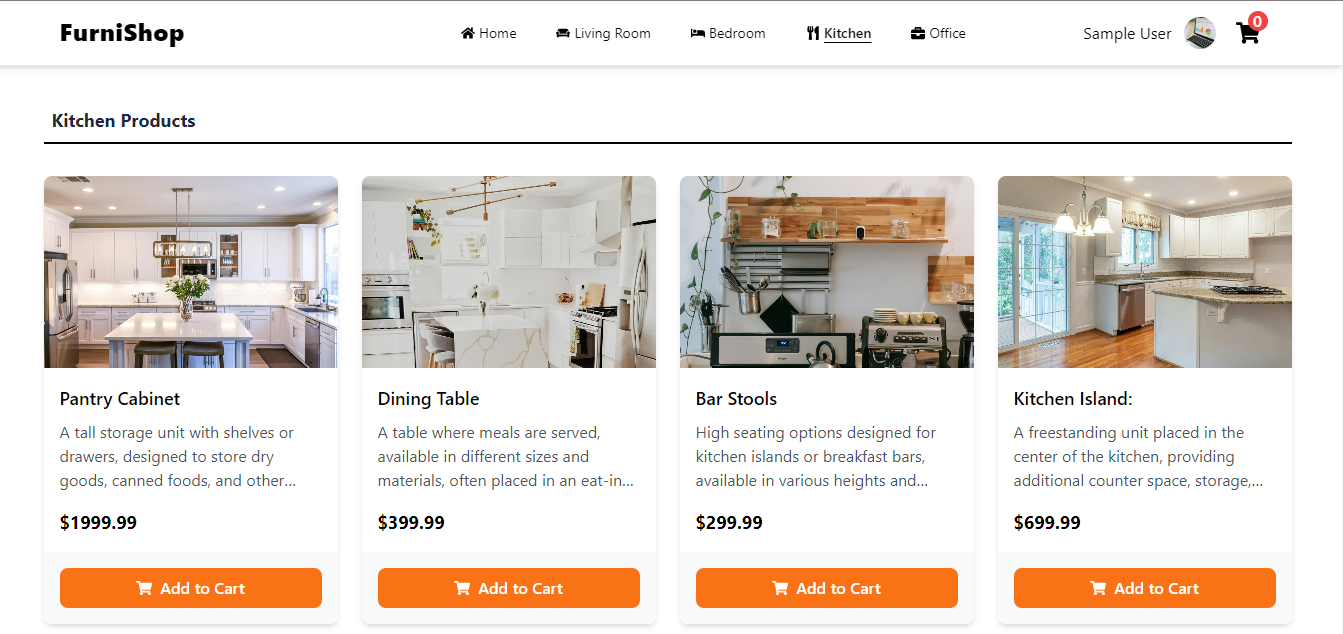 FurniShop
Home
Living Room
Bedroom
Kitchen
Office
Sample User
0
Kitchen Products
Pantry Cabinet
A tall storage unit with shelves or
drawers, designed to store dry
goods, canned foods, and other...
$1999.99
Add to Cart
Dining Table
A table where meals are served,
available in different sizes and
materials, often placed in an eat-in...
$399.99
Add to Cart
Bar Stools
High seating options designed for
kitchen islands or breakfast bars,
available in various heights and...
$299.99
Add to Cart
Kitchen Island:
A freestanding unit placed in the
center of the kitchen, providing
additional counter space, storage,...
$699.99
Add to Cart